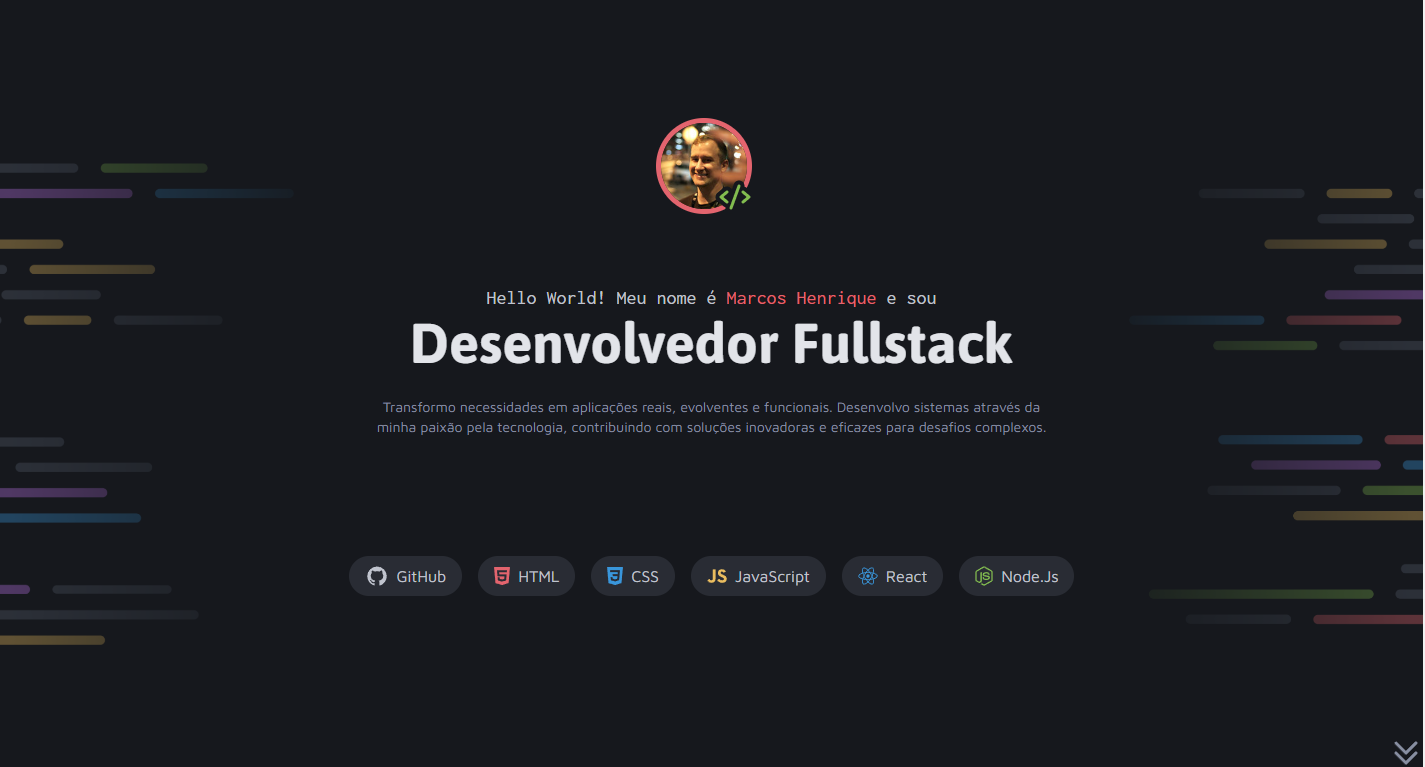 </>
Hello World! Meu nome é Marcos Henrique e sou
Desenvolvedor Fullstack
Transformo necessidades em aplicações reais, evolventes e funcionais. Desenvolvo sistemas através da
minha paixão pela tecnologia, contribuindo com soluções inovadoras e eficazes para desafios complexos.
GitHub HTML CSS JS JavaScript React Node.Js